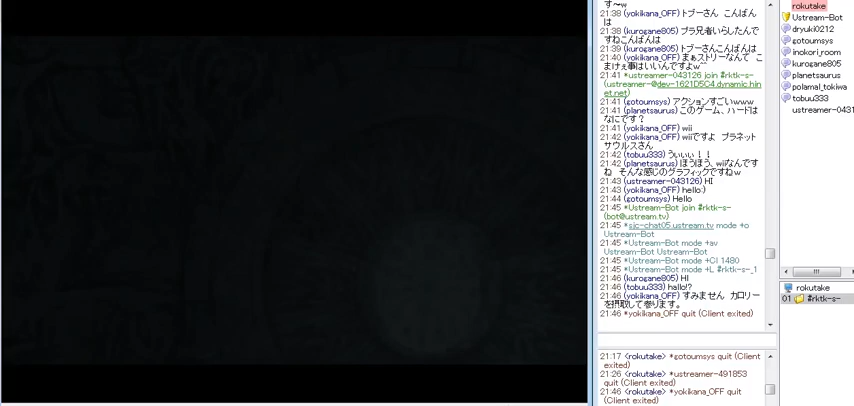 す～w
21:38 (yokikana_OFF) トブーさん こんばん
は
21:38 (kurogane805) ブラ兄者いらしたんで
すねこんばんは
21:39 (kurogane805) トブーさんこんばんは
21:40 (yokikana_OFF) まぁストリーなんて こ
まけぇ事はいいんですよw^^
21:41 *ustreamer-043126 join #rktk-s-
(ustreamer-@dev-1621D5C4.dynamic.hin
et.net)
21:41 (gotoumsys) アクションすごいwww
21:41 (planetsaurus) このゲーム、ハードは
なにです？
21:41 (yokikana_OFF) wii
21:42 (yokikana_OFF) wiiですよ プラネット
サウルスさん
21:42 (tobuu333) うぃぃぃ！！
21:42 (planetsaurus) ほうほう、wiiなんです
ね そんな感じのグラフィックですねw
21:43 (ustreamer-043126) HI
21:43 (yokikana_OFF) hello:)
21:44 (gotoumsys) Hello
21:45 *Ustream-Bot join #rktk-s-
(bot@ustream.tv)
21:45 *sjc-chat05.ustream.tv mode +o
Ustream-Bot
21:45 *Ustream-Bot mode +av
Ustream-Bot Ustream-Bot
21:45 *Ustream-Bot mode +Cl 1480
21:45 *Ustream-Bot mode +L #rktk-s-_1
21:46 (kurogane805) HI
21:46 (tobuu333) hallo!?
21:46 (yokikana_OFF) すみません カロリー
を摂取して参ります。
21:46 *yokikana_OFF quit (Client exited)
21:17 <rokutake> *gotoumsys quit (Client
exited)
21:26 <rokutake> *ustreamer-491853
quit (Client exited)
21:46 <rokutake> *yokikana_OFF quit
(Client exited)
rokutake
Ustream-Bot
dryuki0212
gotoumsys
inokori_room
kurogane805
planetsaurus
polamal_tokiwa
tobuu333
ustreamer-0431
rokutake
01 #rktk-s-